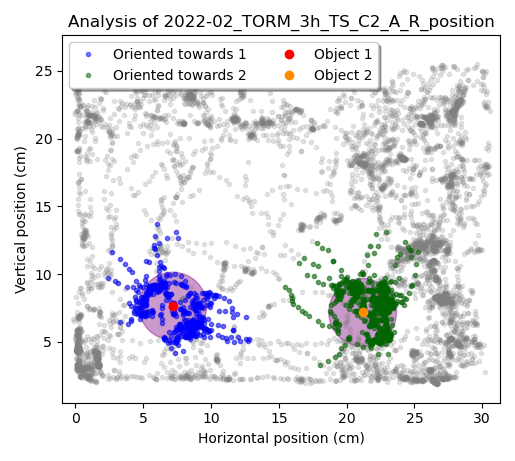 Analysis of 2022-02_TORM_3h_TS_C2_A_R_position
Oriented towards 1
Oriented towards 2
Object 1
Object 2
25
20
15
10
5
Vertical position (cm)
0 5 10 15 20 25 30
Horizontal position (cm)